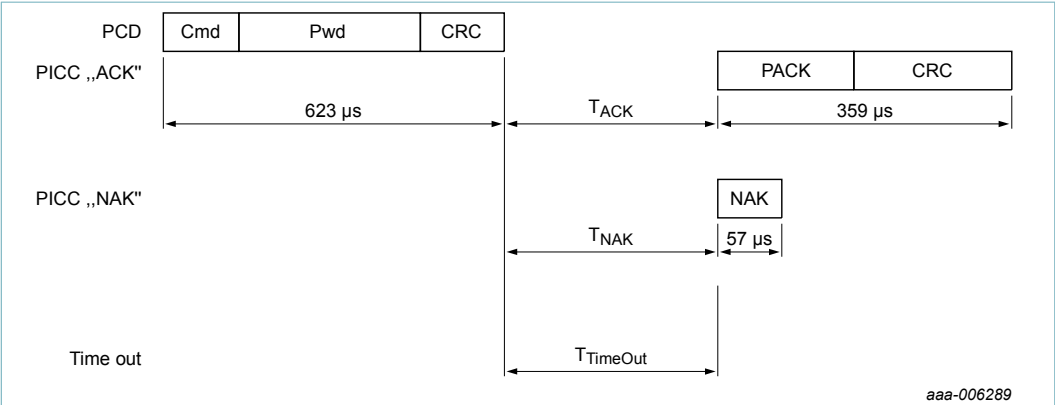 PCD Cmd Pwd CRC
PICC ,,ACK" PACK CRC
623 µs TACK 359 µs
PICC ,,NAK" NAK
TNAK 57 µs
Time out TTimeOut
aaa-006289